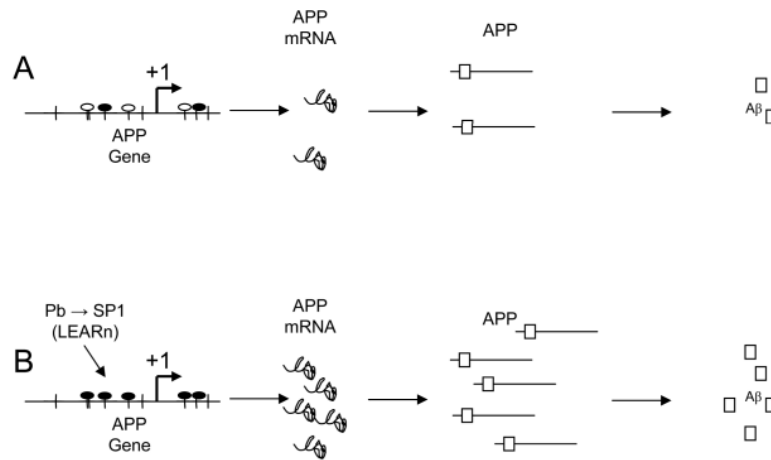 A
+1
APP
Gene
APP
mRNA
APP
Aβ
B
Pb → SP1
(LEARn)
+1
APP
Gene
APP
mRNA
APP
Aβ